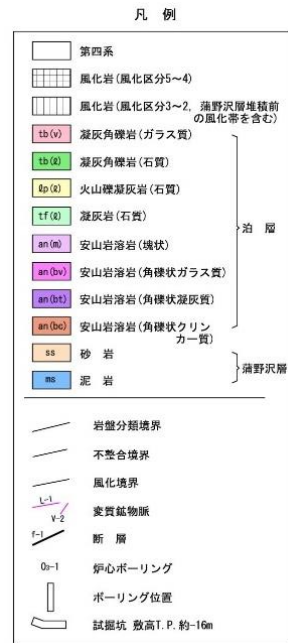 凡 例
第四系
風化岩(風化区分5～4)
風化岩(風化区分3～2, 蒲野沢層堆積前
の風化帯を含む)
tb(v) 凝灰角礫岩(ガラス質)
tb(ℓ) 凝灰角礫岩(石質)
ℓp(ℓ) 火山礫凝灰岩(石質)
tf(ℓ) 凝灰岩(石質)
an(m) 安山岩溶岩(塊状)
an(bv) 安山岩溶岩(角礫状ガラス質)
an(bt) 安山岩溶岩(角礫状凝灰質)
an(bc) 安山岩溶岩(角礫状クリン
カー質)
泊 層
ss 砂 岩
ms 泥 岩
蒲野沢層
岩盤分類境界
不整合境界
風化境界
L-1
V-2 変質鉱物脈
f-1 断 層
O₃-1 炉心ボーリング
ボーリング位置
試掘坑 敷高T.P.約-16m